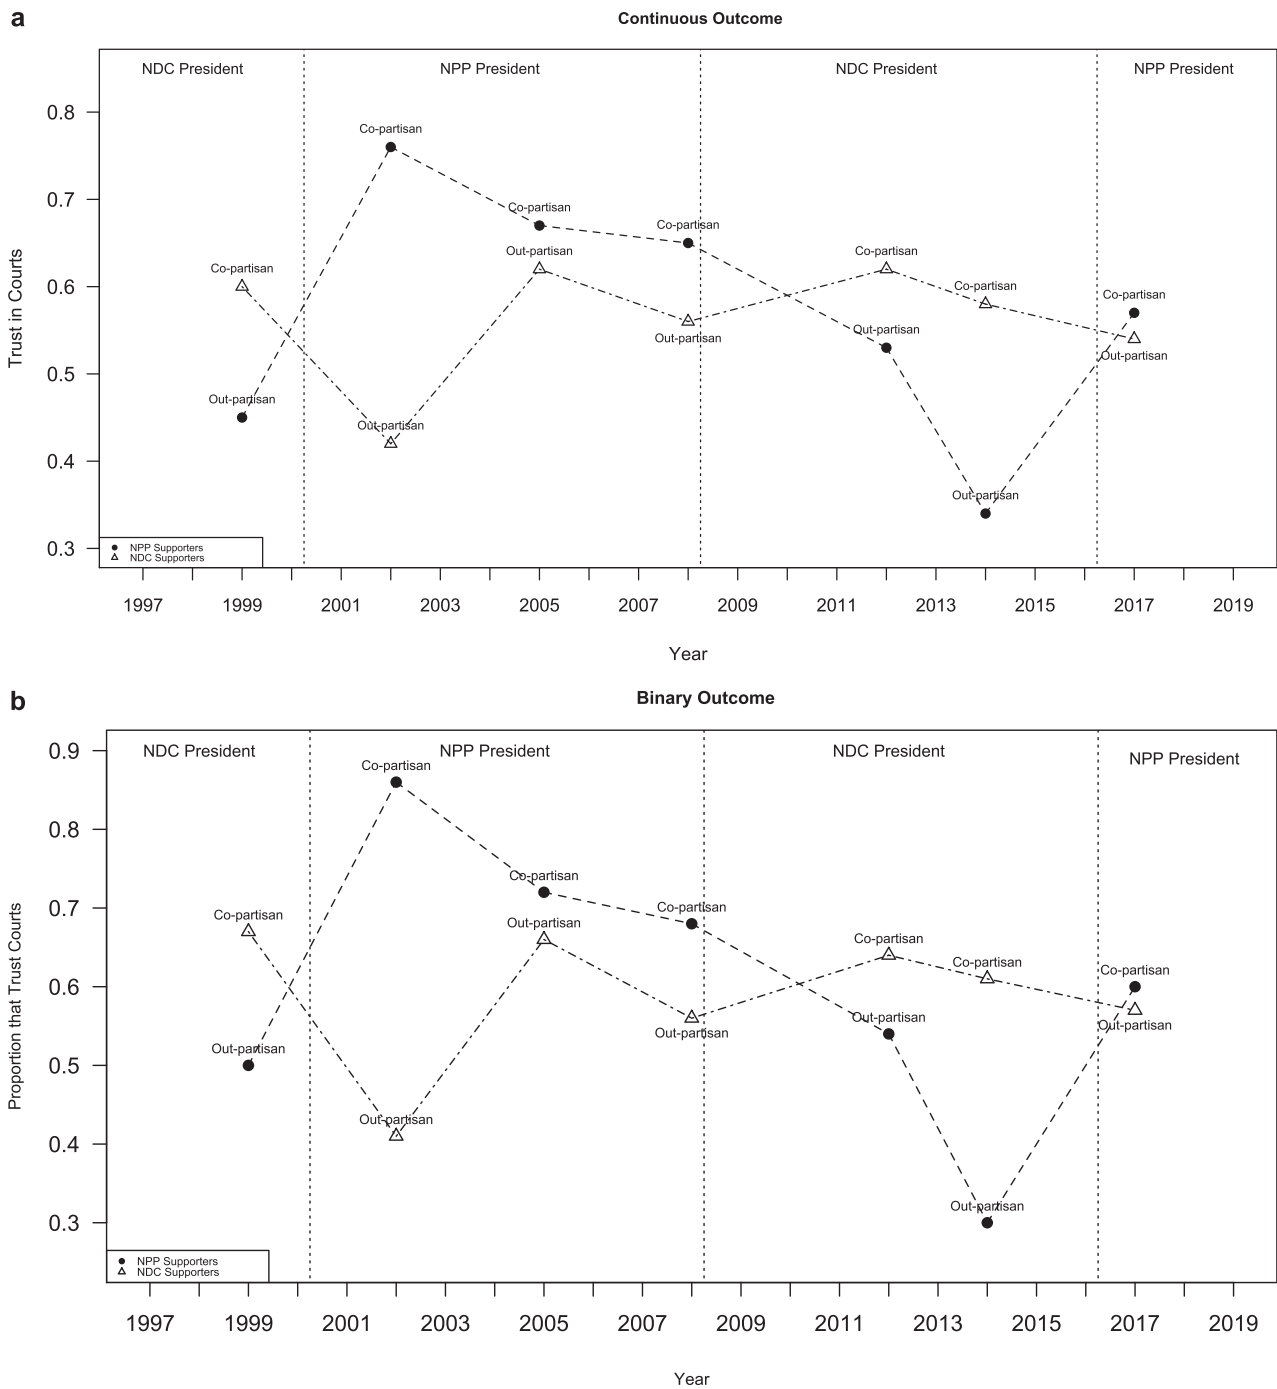 a
Continuous Outcome
NDC President NPP President NDC President NPP President
Trust in Courts
0.8
0.7
0.6
0.5
0.4
0.3
Co-partisan
Out-partisan
Co-partisan
Out-partisan
Co-partisan
Out-partisan
Co-partisan
Out-partisan
Co-partisan
Out-partisan
Co-partisan
Out-partisan
Co-partisan
Out-partisan
NPP Supporters
NDC Supporters
1997 1999 2001 2003 2005 2007 2009 2011 2013 2015 2017 2019
Year
b
Binary Outcome
NDC President NPP President NDC President NPP President
Proportion that Trust Courts
0.9
0.8
0.7
0.6
0.5
0.4
0.3
Co-partisan
Out-partisan
Co-partisan
Out-partisan
Co-partisan
Out-partisan
Co-partisan
Out-partisan
Co-partisan
Out-partisan
Co-partisan
Out-partisan
Co-partisan
Out-partisan
NPP Supporters
NDC Supporters
1997 1999 2001 2003 2005 2007 2009 2011 2013 2015 2017 2019
Year